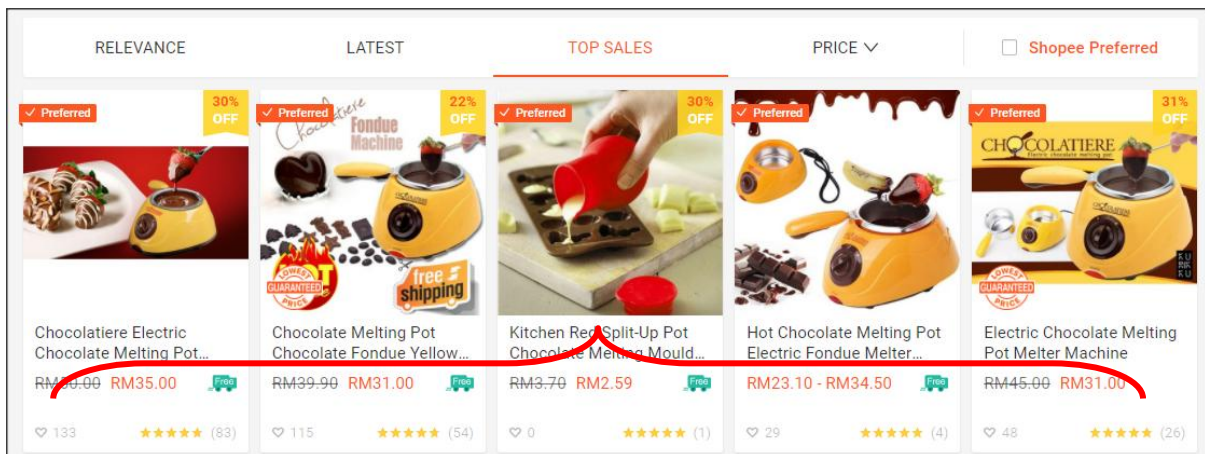 RELEVANCE
LATEST
TOP SALES
PRICE
Shopee Preferred
Preferred
30%
OFF
Chocolatiere Electric
Chocolate Melting Pot...
RM35.00
Free
133
(83)
Preferred
22%
OFF
Chocolatiere
Fondue
Machine
HOT
LOWEST
GUARANTEED
PRICE
free
shipping
Chocolate Melting Pot
Chocolate Fondue Yellow...
RM39.90 RM31.00
Free
115
(54)
Preferred
30%
OFF
Kitchen Red Split-Up Pot
Chocolate Melting Mould...
RM3.70 RM2.59
Free
0
(1)
Preferred
Hot Chocolate Melting Pot
Electric Fondue Melter...
RM23.10 - RM34.50
Free
29
(4)
Preferred
31%
OFF
CHOCOLATIERE
Electric chocolate melting pot
LOWEST
GUARANTEED
PRICE
Electric Chocolate Melting
Pot Melter Machine
RM45.00 RM31.00
48
(26)